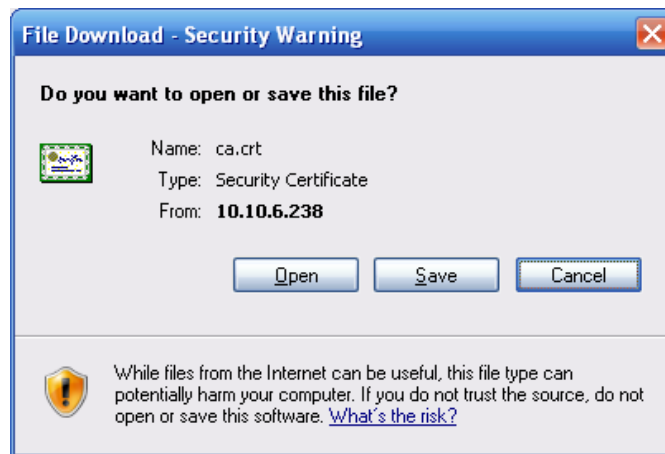 File Download - Security Warning
Do you want to open or save this file?
Name: ca.crt
Type: Security Certificate
From: 10.10.6.238
Open Save Cancel
While files from the Internet can be useful, this file type can
potentially harm your computer. If you do not trust the source, do not
open or save this software. What's the risk?